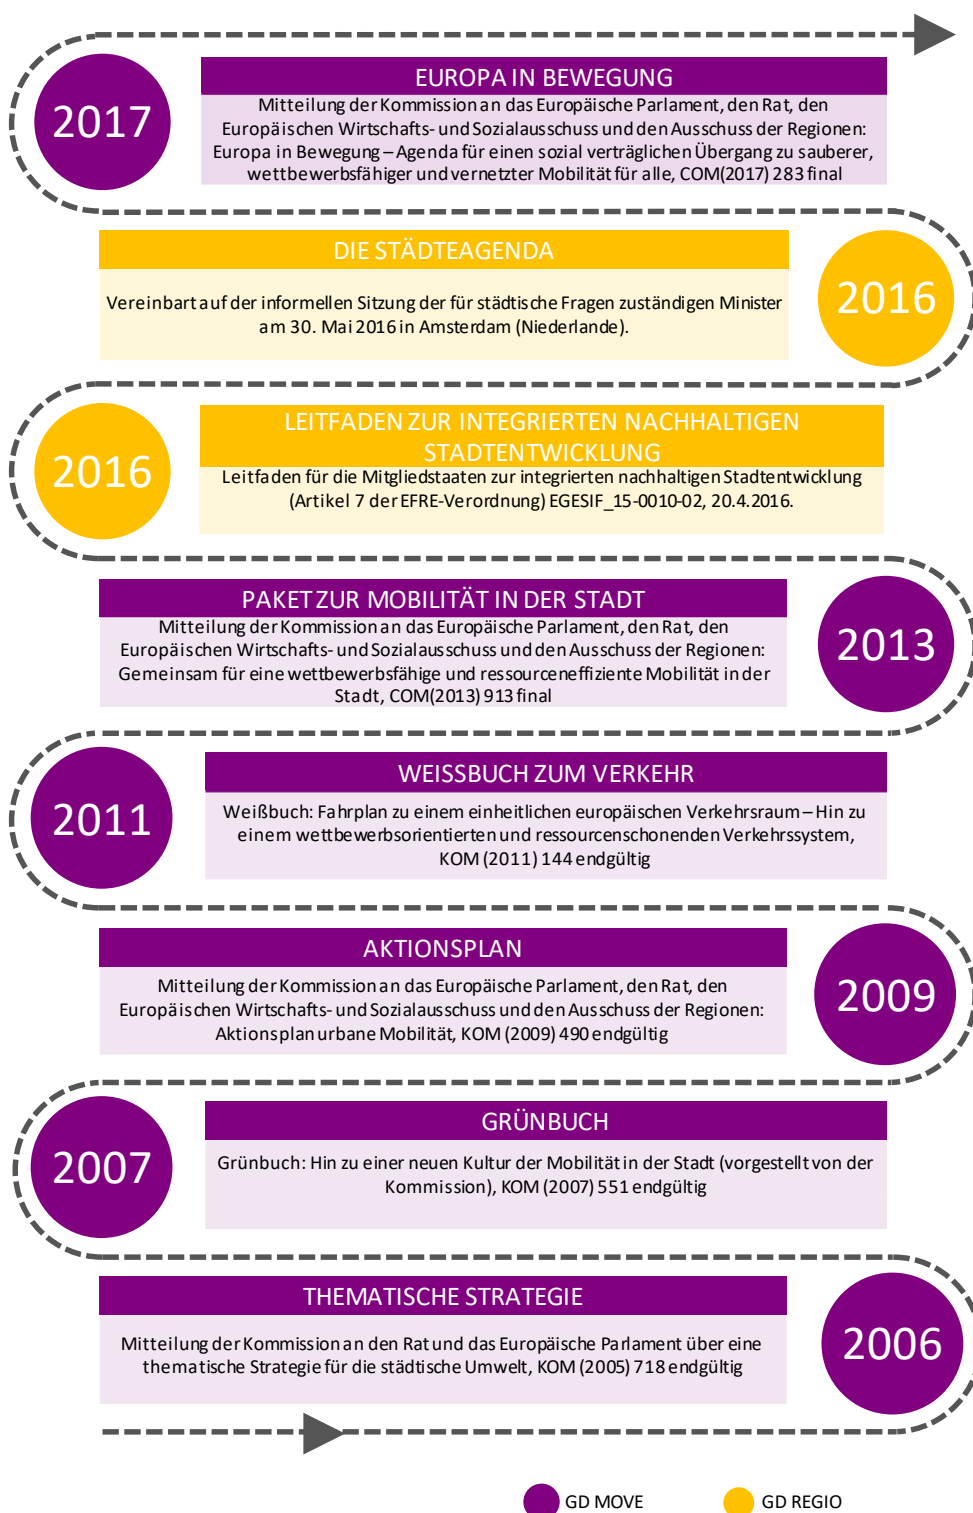 2017
EUROPA IN BEWEGUNG
Mitteilung der Kommission an das Europäische Parlament, den Rat, den
Europäischen Wirtschafts- und Sozialausschuss und den Ausschuss der Regionen:
Europa in Bewegung – Agenda für einen sozial verträglichen Übergang zu sauberer,
wettbewerbsfähiger und vernetzter Mobilität für alle, COM(2017) 283 final
DIE STÄDTEAGENDA
Vereinbart auf der informellen Sitzung der für städtische Fragen zuständigen Minister
am 30. Mai 2016 in Amsterdam (Niederlande).
2016
2016
LEITFADEN ZUR INTEGRIERTEN NACHHALTIGEN
STADTENTWICKLUNG
Leitfaden für die Mitgliedstaaten zur integrierten nachhaltigen Stadtentwicklung
(Artikel 7 der EFRE-Verordnung) EGESIF_15-0010-02, 20.4.2016.
PAKET ZUR MOBILITÄT IN DER STADT
Mitteilung der Kommission an das Europäische Parlament, den Rat, den
Europäischen Wirtschafts- und Sozialausschuss und den Ausschuss der Regionen:
Gemeinsam für eine wettbewerbsfähige und ressourceneffiziente Mobilität in der
Stadt, COM(2013) 913 final
2013
2011
WEISSBUCH ZUM VERKEHR
Weißbuch: Fahrplan zu einem einheitlichen europäischen Verkehrsraum – Hin zu
einem wettbewerbsorientierten und ressourcenschonenden Verkehrssystem,
KOM (2011) 144 endgültig
AKTIONSPLAN
Mitteilung der Kommission an das Europäische Parlament, den Rat, den
Europäischen Wirtschafts- und Sozialausschuss und den Ausschuss der Regionen:
Aktionsplan urbane Mobilität, KOM (2009) 490 endgültig
2009
2007
GRÜNBUCH
Grünbuch: Hin zu einer neuen Kultur der Mobilität in der Stadt (vorgestellt von der
Kommission), KOM (2007) 551 endgültig
THEMATISCHE STRATEGIE
Mitteilung der Kommission an den Rat und das Europäische Parlament über eine
thematische Strategie für die städtische Umwelt, KOM (2005) 718 endgültig
2006
GD MOVE
GD REGIO